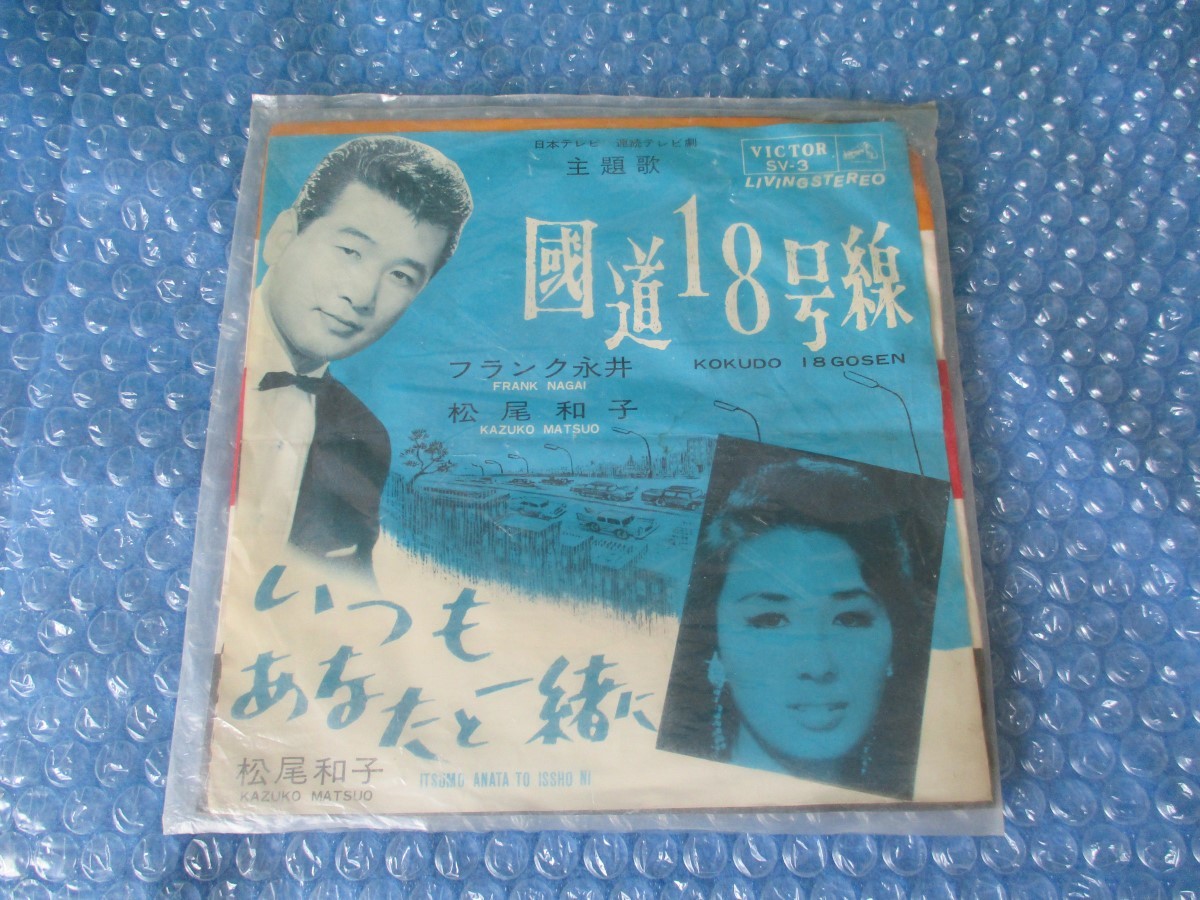 日本テレビ 連続テレビ劇
主題歌
VICTOR
SV-3
LIVING STEREO
國道18号線
KOKUDO 18GOSEN
フランク永井
FRANK NAGAI
松尾和子
KAZUKO MATSUO
いつも
あなたと一緒に
松尾和子
KAZUKO MATSUO
ITSUMO ANATA TO ISSHO NI